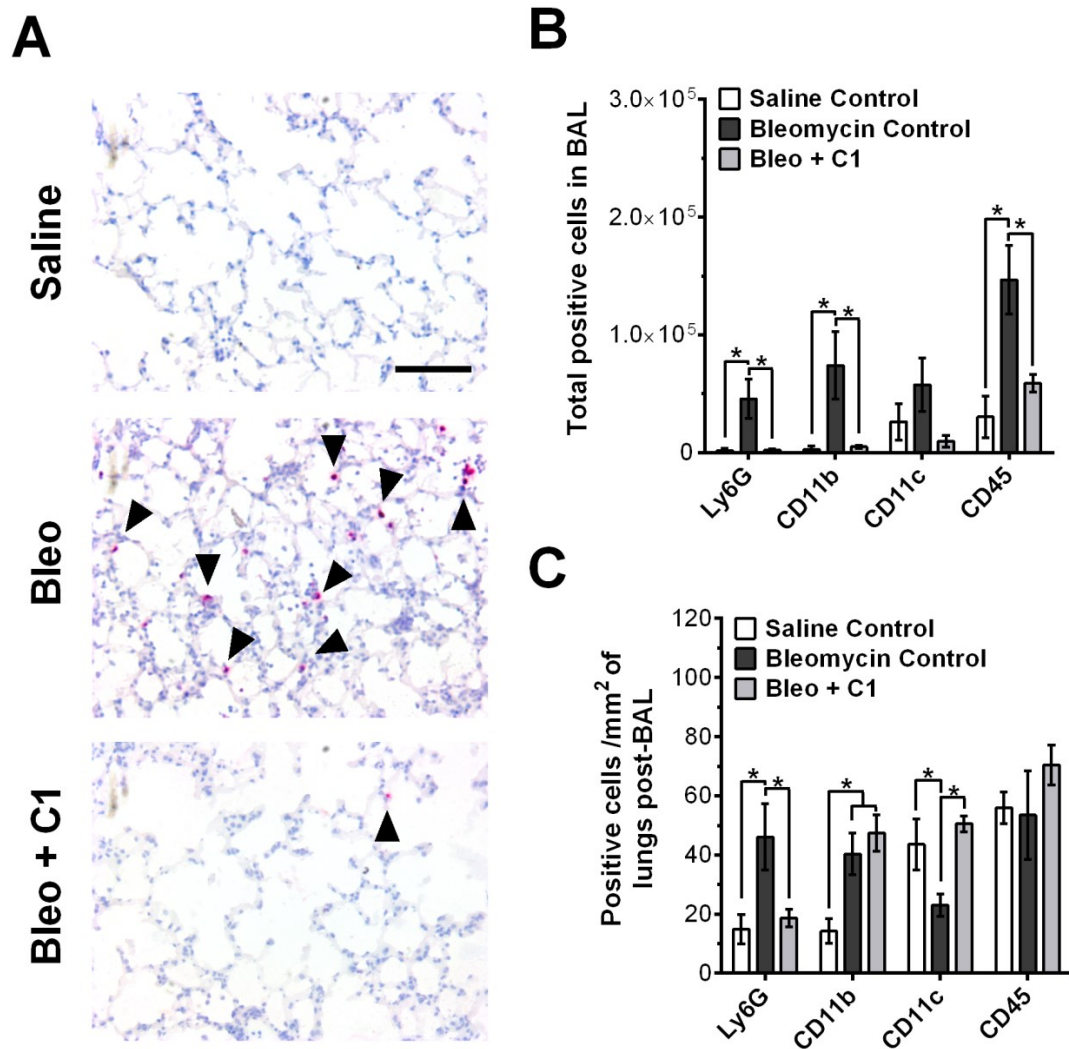 A
Saline
Bleo
Bleo + C1
B
Total positive cells in BAL
3.0×10⁵
2.0×10⁵
1.0×10⁵
0
Saline Control
Bleomycin Control
Bleo + C1
*
*
*
*
*
*
Ly6G
CD11b
CD11c
CD45
C
Positive cells /mm² of
lungs post-BAL
120
100
80
60
40
20
0
Saline Control
Bleomycin Control
Bleo + C1
*
*
*
*
*
Ly6G
CD11b
CD11c
CD45